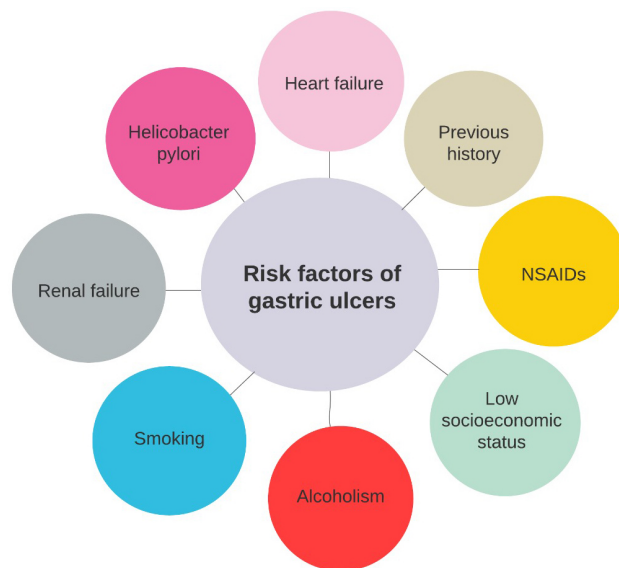 Heart failure
Previous
history
NSAIDs
Low
socioeconomic
status
Alcoholism
Smoking
Renal failure
Helicobacter
pylori
Risk factors of
gastric ulcers